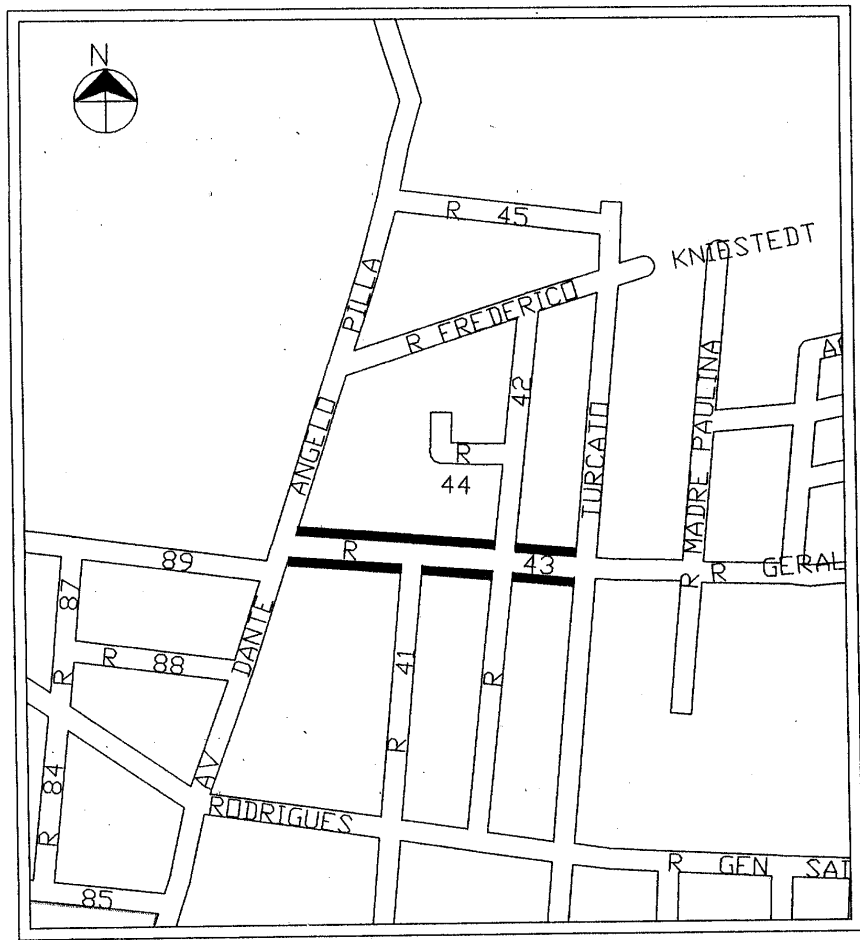 N
R 45
KNIESTEDT
R FREDERICO
AV DANTE ANGELO PILLA
R 42
TURCATO
R MADRE PAULINA
R
44
R 43
R GERAL
89
R 87
R 88
R 41
R 84
RODRIGUES
R GEN SAI
85